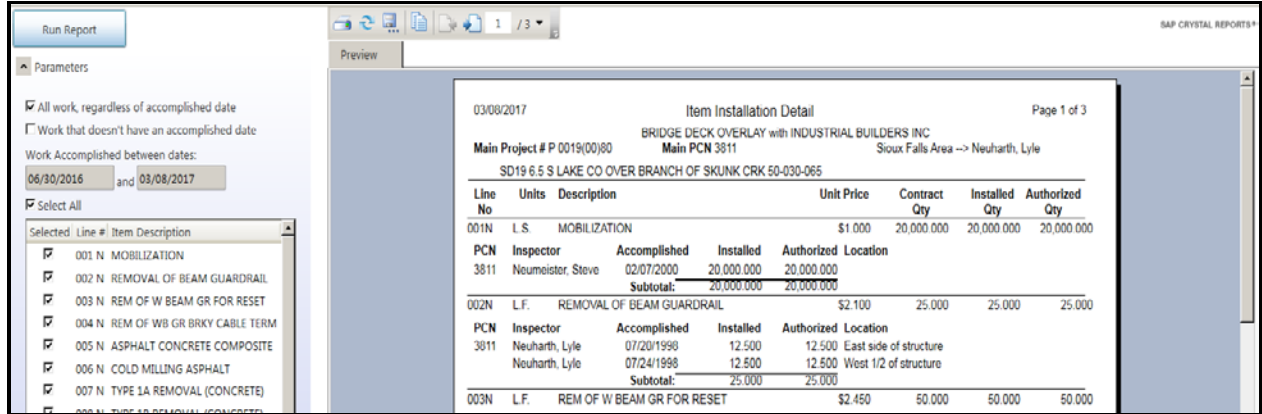 Run Report
Parameters
All work, regardless of accomplished date
Work that doesn't have an accomplished date
Work Accomplished between dates:
06/30/2016 and 03/08/2017
Select All
Selected Line # Item Description
001 N MOBILIZATION
002 N REMOVAL OF BEAM GUARDRAIL
003 N REM OF W BEAM GR FOR RESET
004 N REM OF WB GR BRKY CABLE TERM
005 N ASPHALT CONCRETE COMPOSITE
006 N COLD MILLING ASPHALT
007 N TYPE 1A REMOVAL (CONCRETE)
008 N TYPE 1B REMOVAL (CONCRETE)
1 /3
SAP CRYSTAL REPORTS®
Preview
03/08/2017 Item Installation Detail Page 1 of 3
BRIDGE DECK OVERLAY with INDUSTRIAL BUILDERS INC
Main Project # P 0019(00)80 Main PCN 3811 Sioux Falls Area --> Neuharth, Lyle
SD19 6.5 S LAKE CO OVER BRANCH OF SKUNK CRK 50-030-065
Line Units Description Unit Price Contract Installed Authorized
No Qty Qty Qty
001N L.S. MOBILIZATION $1.000 20,000.000 20,000.000 20,000.000
PCN Inspector Accomplished Installed Authorized Location
3811 Neumeister, Steve 02/07/2000 20,000.000 20,000.000
Subtotal: 20,000.000 20,000.000
002N L.F. REMOVAL OF BEAM GUARDRAIL $2.100 25.000 25.000 25.000
PCN Inspector Accomplished Installed Authorized Location
3811 Neuharth, Lyle 07/20/1998 12.500 12.500 East side of structure
Neuharth, Lyle 07/24/1998 12.500 12.500 West 1/2 of structure
Subtotal: 25.000 25.000
003N L.F. REM OF W BEAM GR FOR RESET $2.450 50.000 50.000 50.000